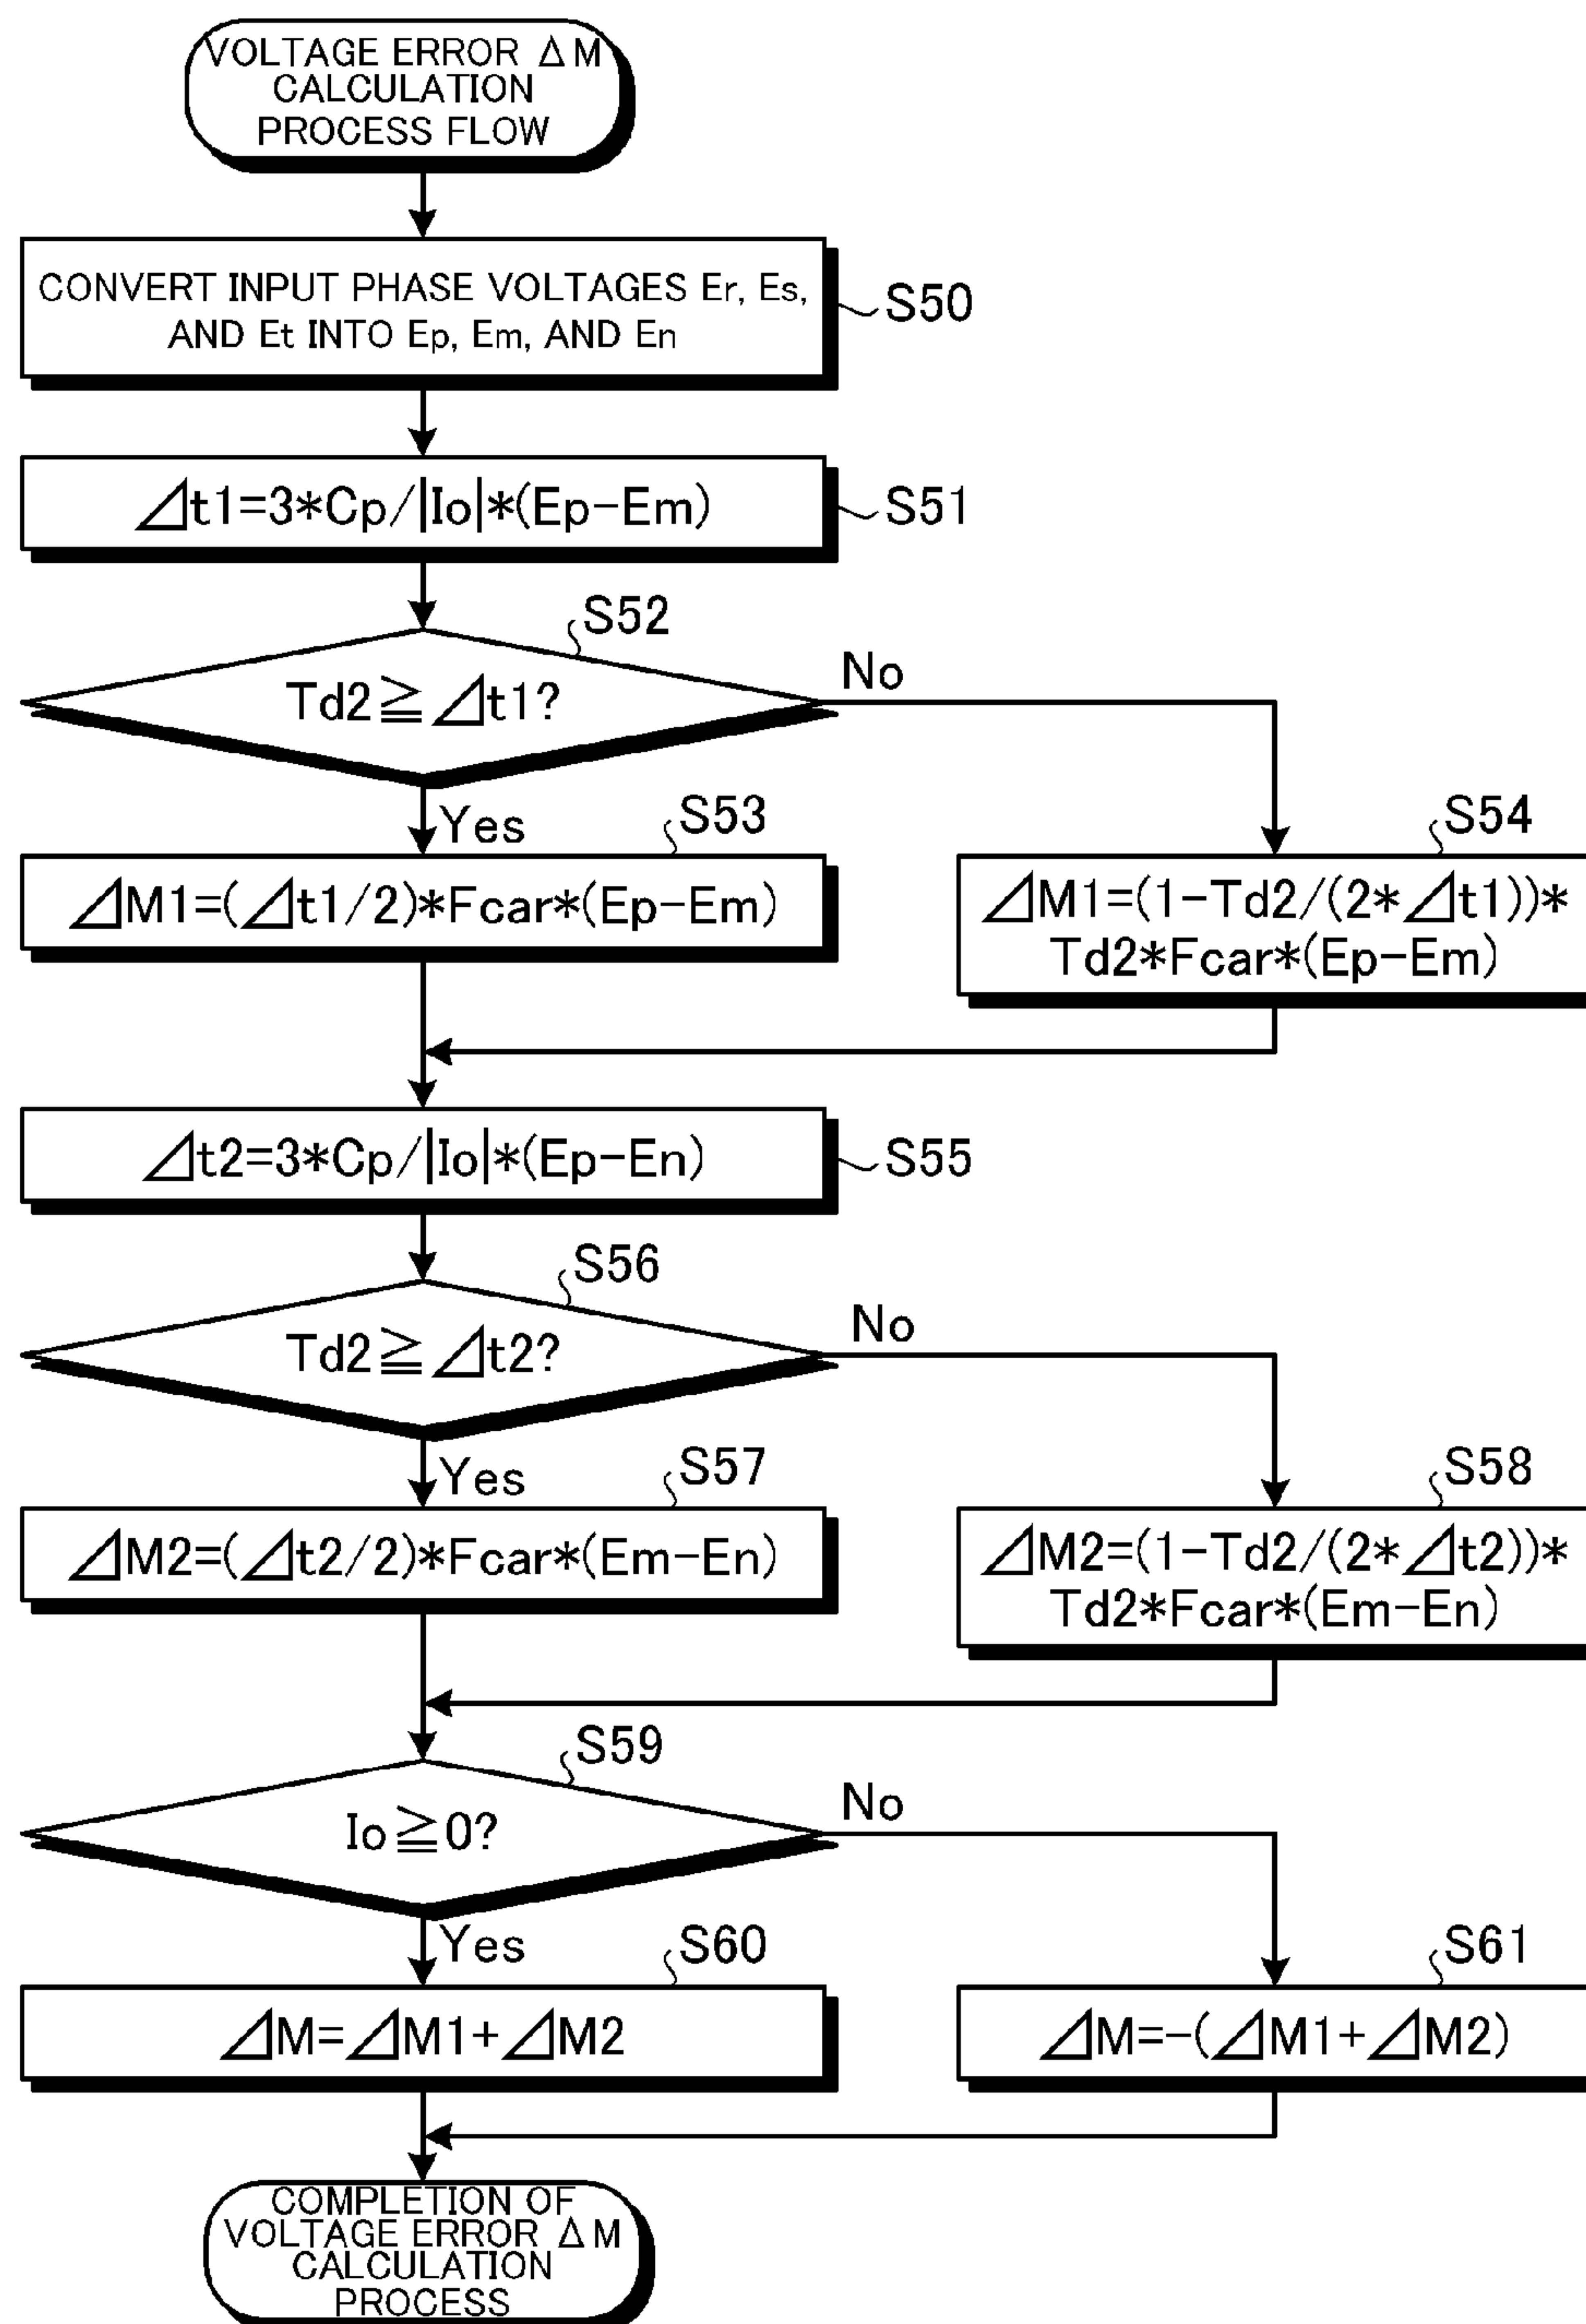 VOLTAGE ERROR ΔM
CALCULATION
PROCESS FLOW
CONVERT INPUT PHASE VOLTAGES Er, Es,
AND Et INTO Ep, Em, AND En
S50
⊿t1=3*Cp/|Io|*(Ep-Em)
S51
S52
Td2≧⊿t1?
No
Yes
S53
⊿M1=(⊿t1/2)*Fcar*(Ep-Em)
S54
⊿M1=(1-Td2/(2*⊿t1))*
Td2*Fcar*(Ep-Em)
⊿t2=3*Cp/|Io|*(Ep-En)
S55
S56
Td2≧⊿t2?
No
Yes
S57
⊿M2=(⊿t2/2)*Fcar*(Em-En)
S58
⊿M2=(1-Td2/(2*⊿t2))*
Td2*Fcar*(Em-En)
S59
Io≧0?
No
Yes
S60
⊿M=⊿M1+⊿M2
S61
⊿M=-(⊿M1+⊿M2)
COMPLETION OF
VOLTAGE ERROR ΔM
CALCULATION
PROCESS